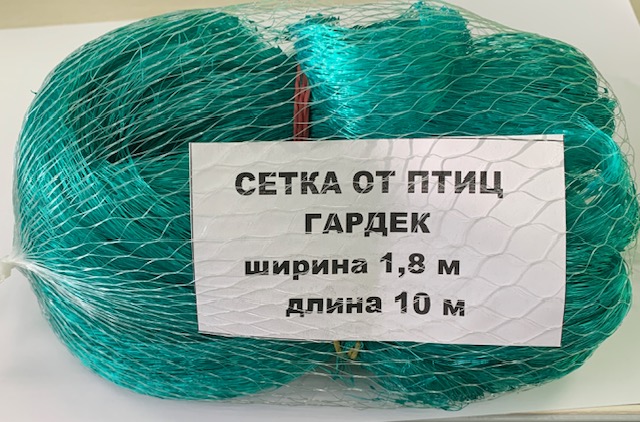 СЕТКА ОТ ПТИЦ
ГАРДЕК
ширина 1,8 м
длина 10 м